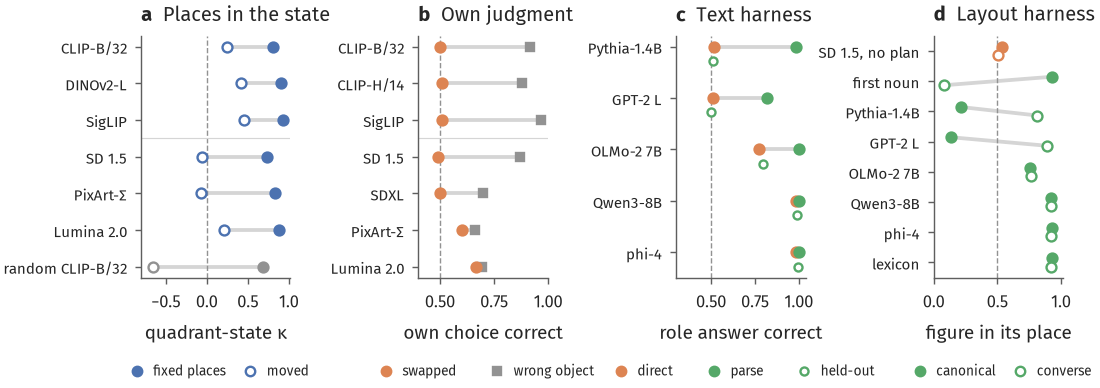 a Places in the state
CLIP-B/32
DINOv2-L
SigLIP
SD 1.5
PixArt-Σ
Lumina 2.0
random CLIP-B/32
−0.5 0.0 0.5 1.0
quadrant-state κ
b Own judgment
CLIP-B/32
CLIP-H/14
SigLIP
SD 1.5
SDXL
PixArt-Σ
Lumina 2.0
0.50 0.75 1.00
own choice correct
c Text harness
Pythia-1.4B
GPT-2 L
OLMo-2 7B
Qwen3-8B
phi-4
0.50 0.75 1.00
role answer correct
d Layout harness
SD 1.5, no plan
first noun
Pythia-1.4B
GPT-2 L
OLMo-2 7B
Qwen3-8B
phi-4
lexicon
0.0 0.5 1.0
figure in its place
fixed places moved swapped wrong object direct parse held-out canonical converse